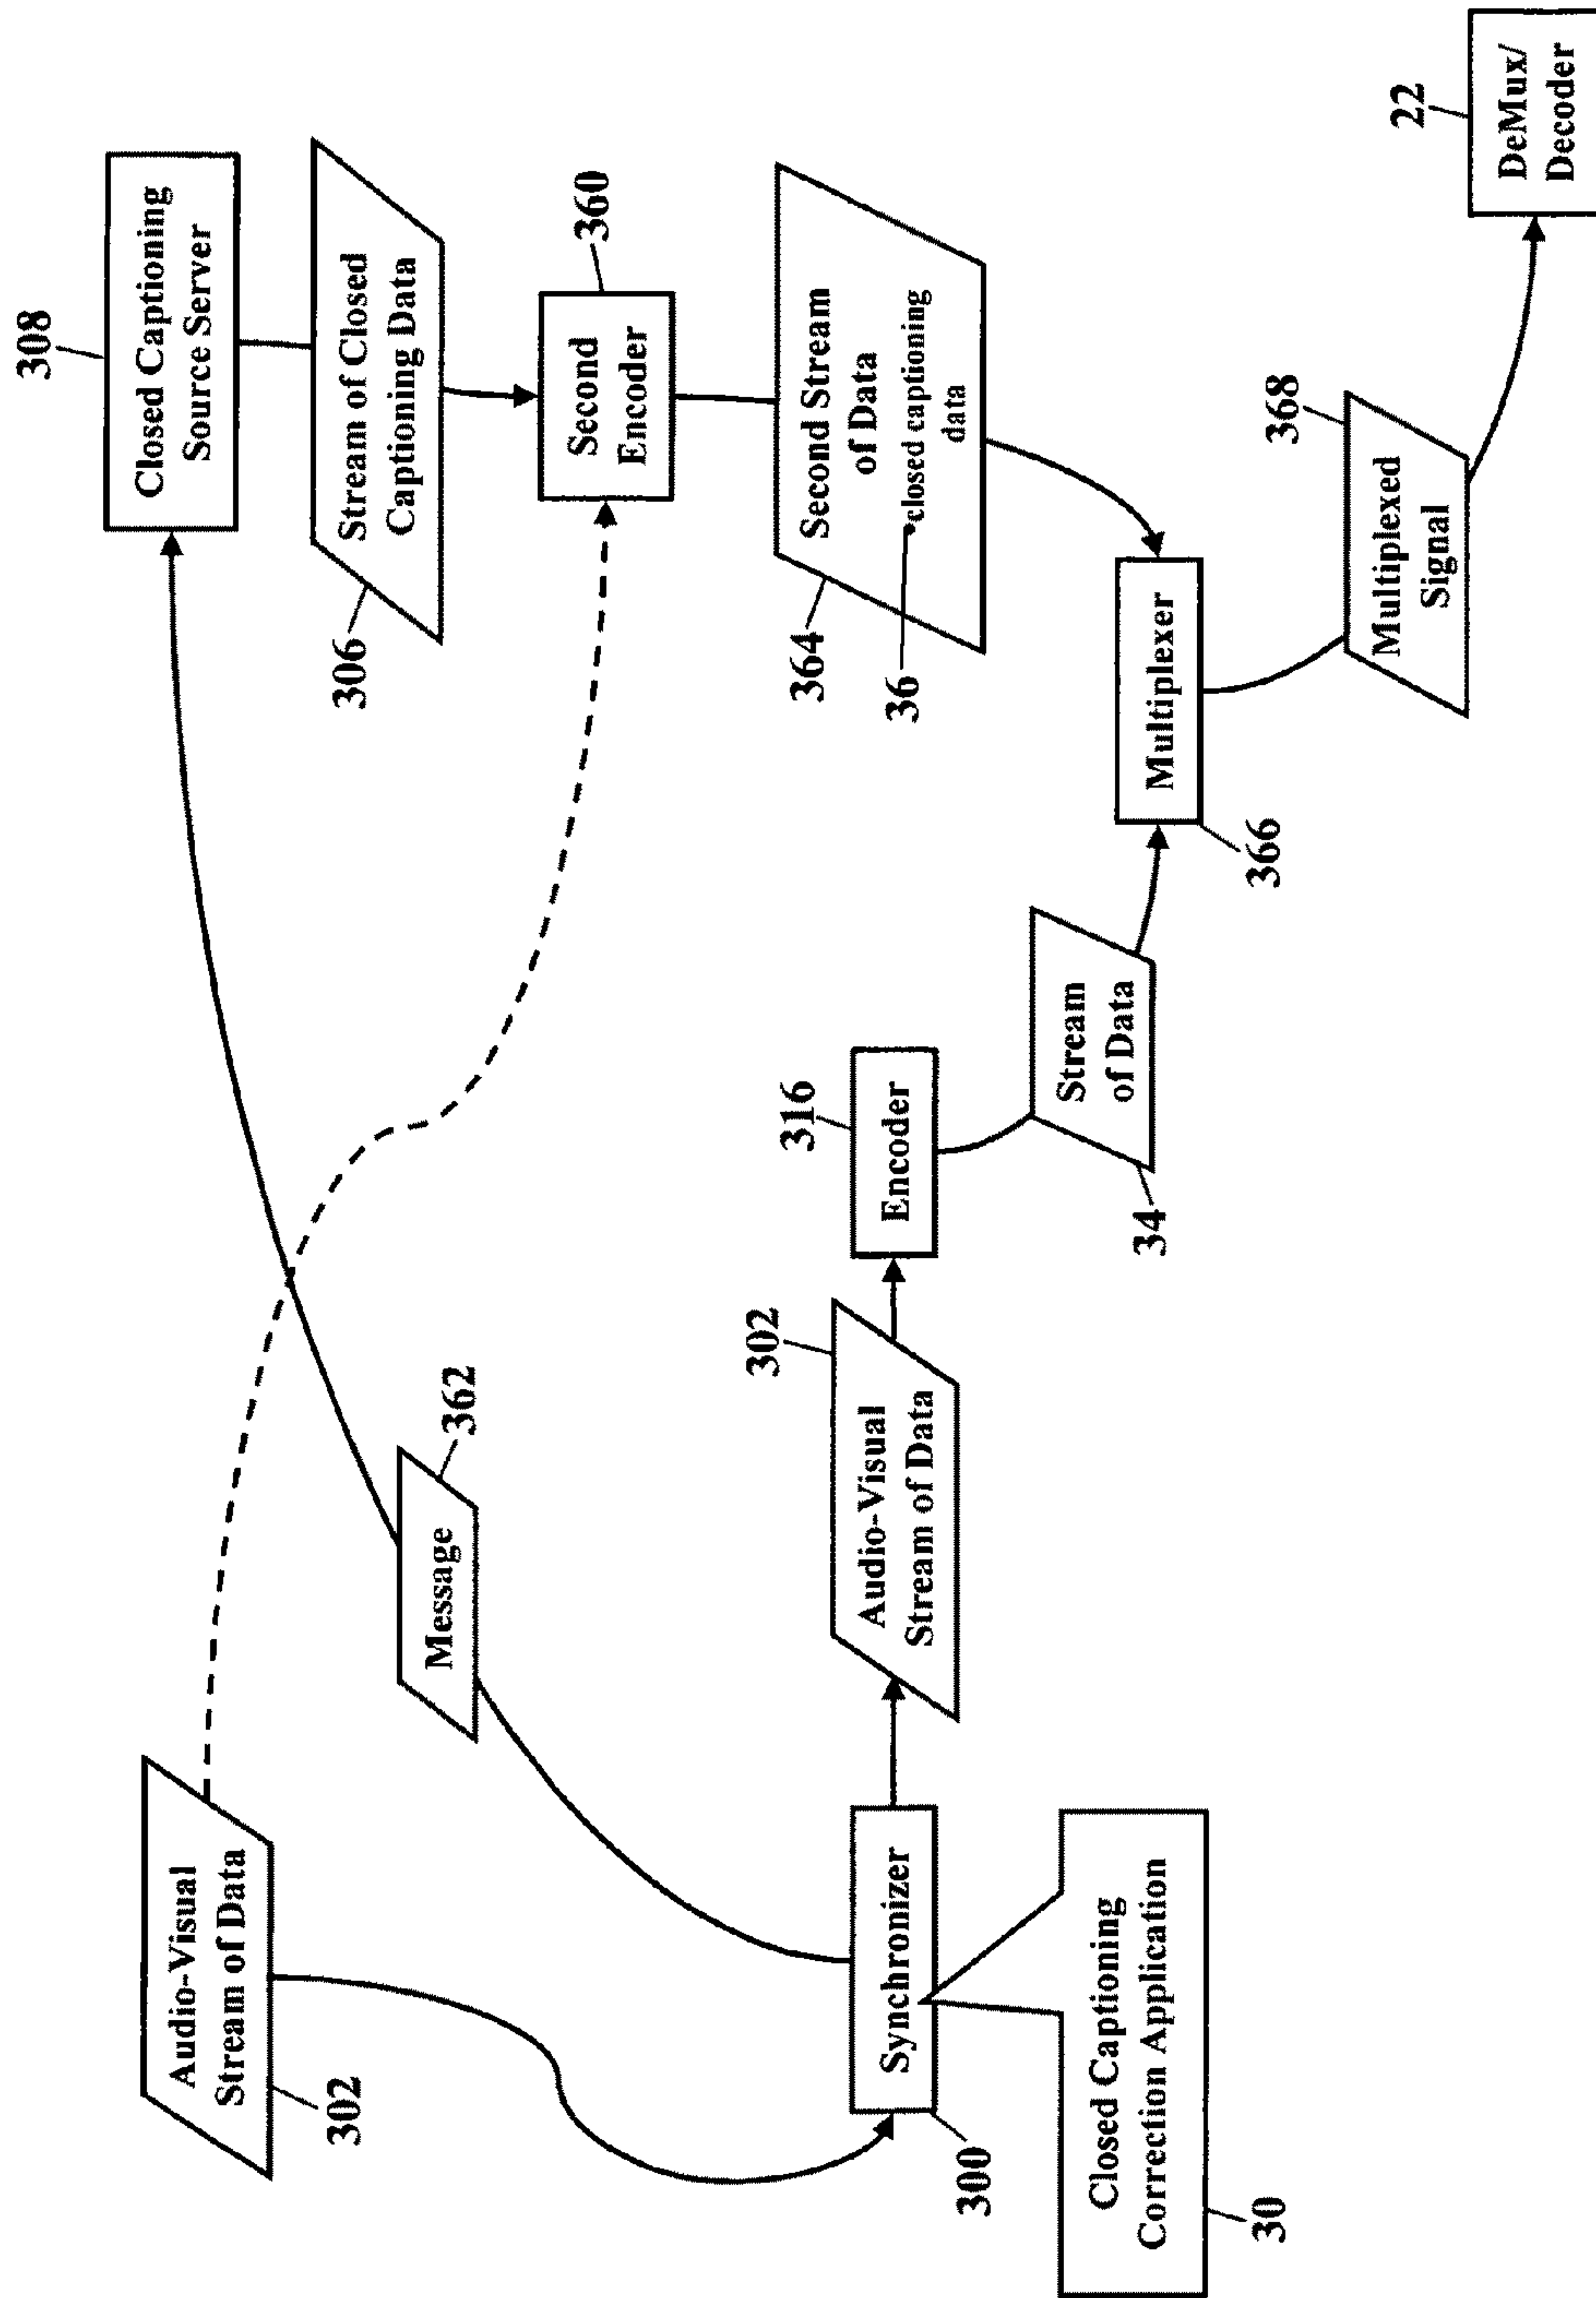 308
Closed Captioning
Source Server
Audio-Visual
Stream of Data
302
Stream of Closed
Captioning Data
306
Message
362
Second
Encoder
360
Second Stream
of Data
closed captioning
data
364
36
Synchronizer
300
Audio-Visual
Stream of Data
302
Encoder
316
Closed Captioning
Correction Application
30
Stream
of Data
34
Multiplexer
366
Multiplexed
Signal
368
DeMux/
Decoder
22